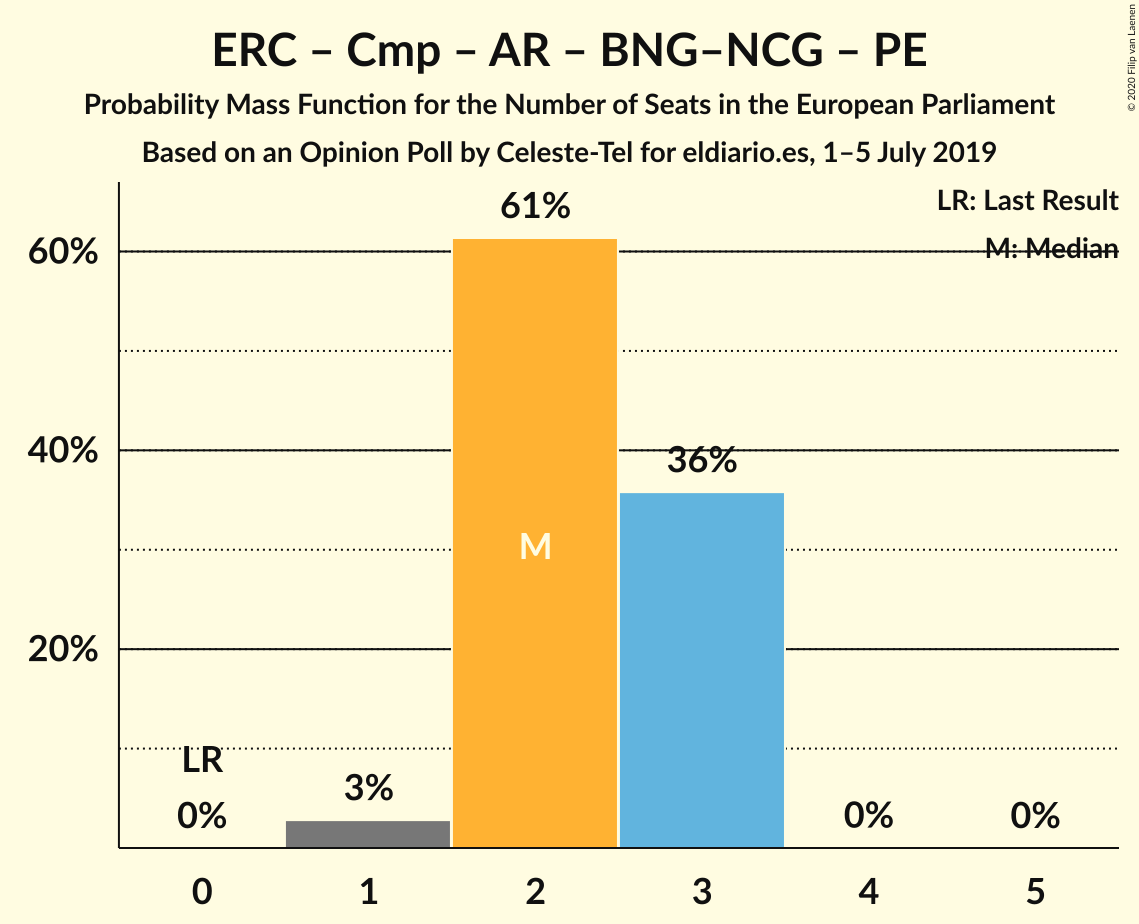 ERC – Cmp – AR – BNG–NCG – PE
Probability Mass Function for the Number of Seats in the European Parliament
Based on an Opinion Poll by Celeste-Tel for eldiario.es, 1–5 July 2019
© 2020 Filip van Laenen
LR: Last Result
M: Median
61%
60%
40%
36%
M
20%
LR
3%
0%
0%
0%
0 1 2 3 4 5